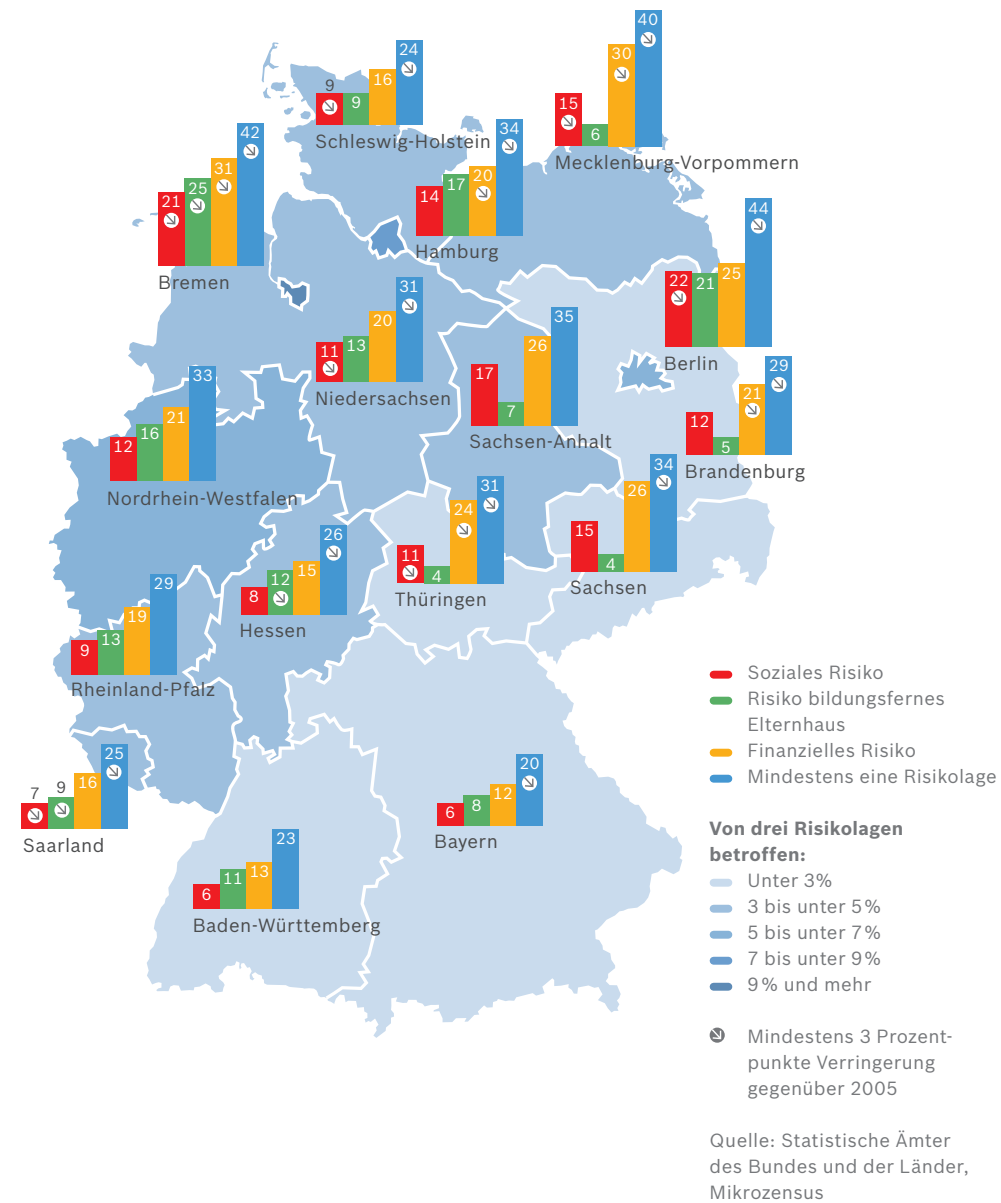 9
9
16
24
Schleswig-Holstein
15
6
30
40
Mecklenburg-Vorpommern
21
25
31
42
Bremen
14
17
20
34
Hamburg
22
21
25
44
Berlin
11
13
20
31
Niedersachsen
17
7
26
35
Sachsen-Anhalt
12
5
21
29
Brandenburg
12
16
21
33
Nordrhein-Westfalen
11
4
24
31
Thüringen
15
4
26
34
Sachsen
8
12
15
26
Hessen
9
13
19
29
Rheinland-Pfalz
7
9
16
25
Saarland
6
8
12
20
Bayern
6
11
13
23
Baden-Württemberg
Soziales Risiko
Risiko bildungsfernes
Elternhaus
Finanzielles Risiko
Mindestens eine Risikolage
Von drei Risikolagen
betroffen:
Unter 3%
3 bis unter 5%
5 bis unter 7%
7 bis unter 9%
9% und mehr
Mindestens 3 Prozent-
punkte Verringerung
gegenüber 2005
Quelle: Statistische Ämter
des Bundes und der Länder,
Mikrozensus